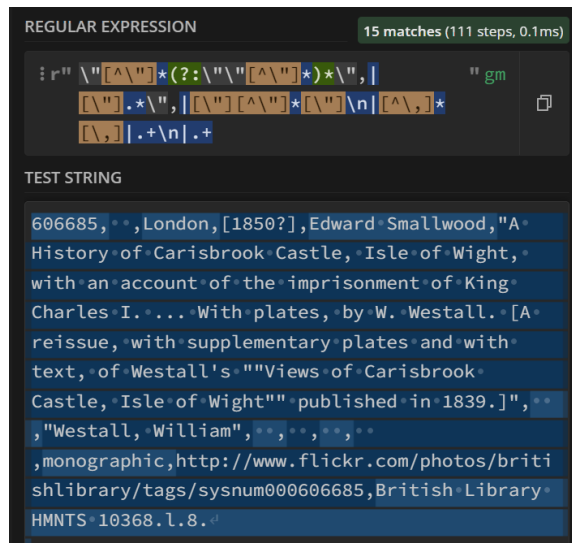 REGULAR EXPRESSION
15 matches (111 steps, 0.1ms)
⋮ r" \"[^\"]*(?:\"\"[^\"]*)*\",| " gm
[\"].*\",|[\"][^\"]*[\"]\n|[^\,]*
[\,]|.+\n|.+
TEST STRING
606685,··,London,[1850?],Edward·Smallwood,"A·
History·of·Carisbrook·Castle,·Isle·of·Wight,·
with·an·account·of·the·imprisonment·of·King·
Charles·I.·...·With·plates,·by·W.·Westall.·[A·
reissue,·with·supplementary·plates·and·with·
text,·of·Westall's·""Views·of·Carisbrook·
Castle,·Isle·of·Wight""·published·in·1839.]",··
,"Westall,·William",··,··,··,··
,monographic,http://www.flickr.com/photos/briti
shlibrary/tags/sysnum000606685,British·Library·
HMNTS·10368.l.8.↵